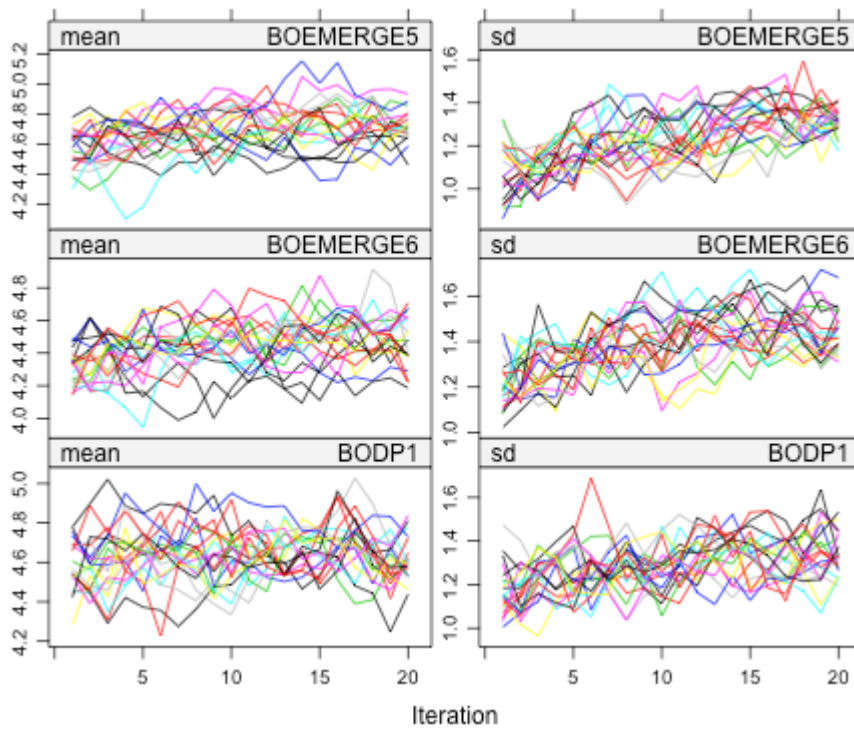 mean BOEMERGE5 sd BOEMERGE5
4.2 4.4 4.6 4.8 5.0 5.2
1.0 1.2 1.4 1.6
mean BOEMERGE6 sd BOEMERGE6
4.0 4.2 4.4 4.6 4.8
1.0 1.2 1.4 1.6
mean BODP1 sd BODP1
4.2 4.4 4.6 4.8 5.0
1.0 1.2 1.4 1.6
5 10 15 20 5 10 15 20
Iteration